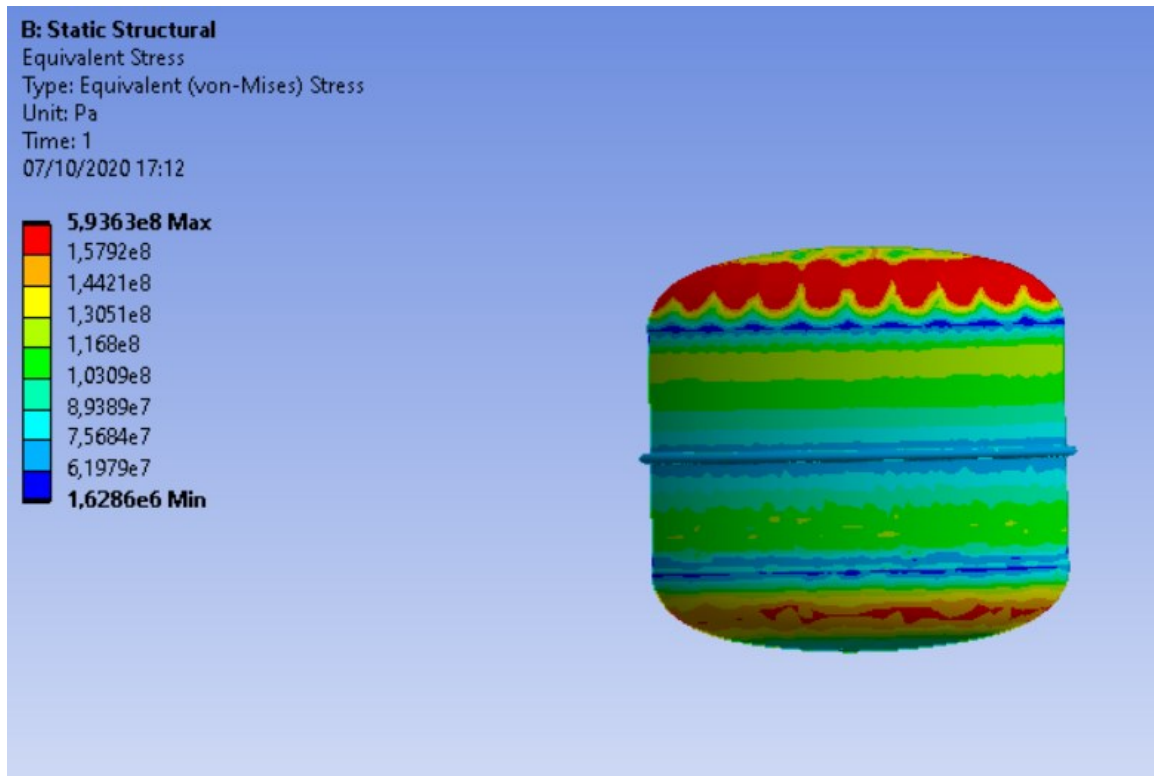 B: Static Structural
Equivalent Stress
Type: Equivalent (von-Mises) Stress
Unit: Pa
Time: 1
07/10/2020 17:12
5,9363e8 Max
1,5792e8
1,4421e8
1,3051e8
1,168e8
1,0309e8
8,9389e7
7,5684e7
6,1979e7
1,6286e6 Min